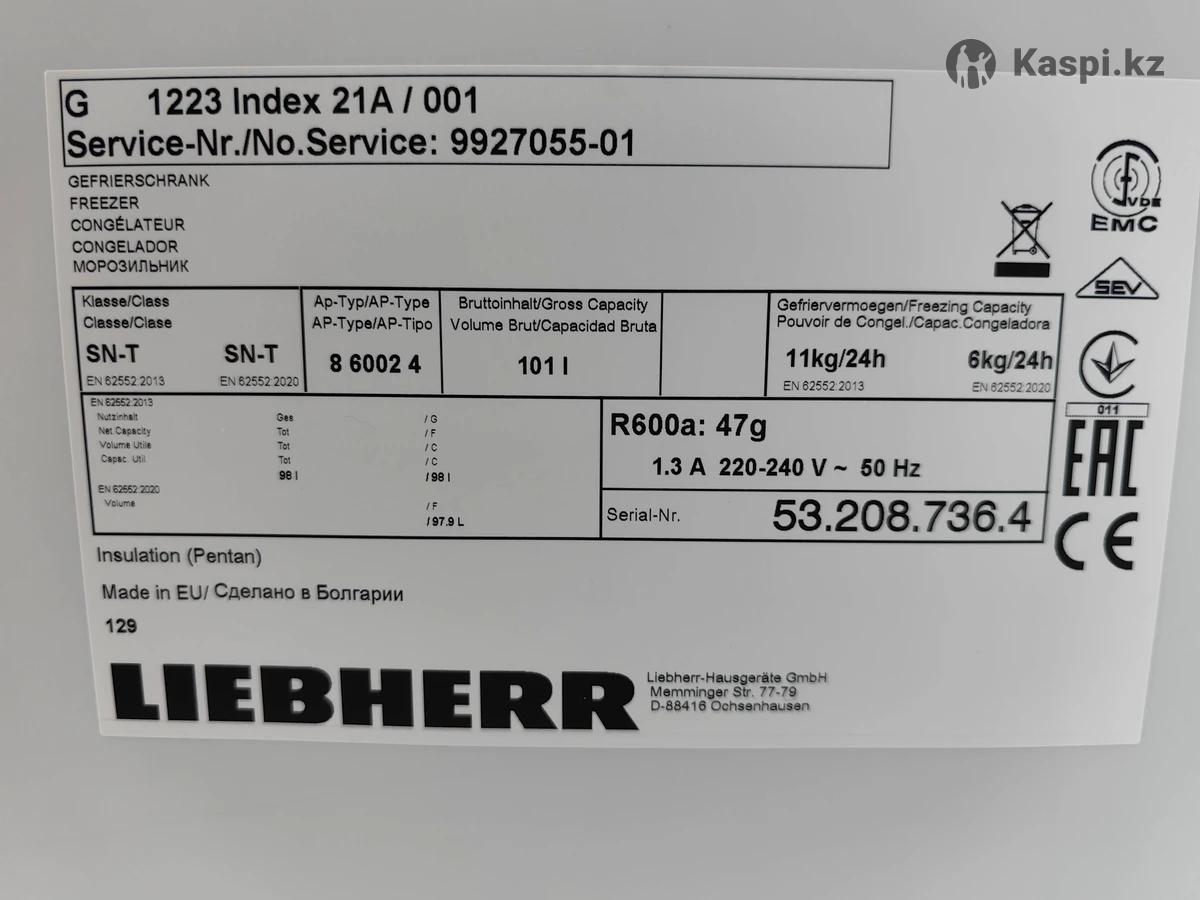 Kaspi.kz
G 1223 Index 21A / 001
Service-Nr./No.Service: 9927055-01
GEFRIERSCHRANK
FREEZER
CONGÉLATEUR
CONGELADOR
МОРОЗИЛЬНИК
VDE
EMC
SEV
011
EAC
CE
Klasse/Class
Classe/Clase
SN-T SN-T
EN 62552:2013 EN 62552:2020
Ap-Typ/AP-Type
AP-Type/AP-Tipo
8 6002 4
Bruttoinhalt/Gross Capacity
Volume Brut/Capacidad Bruta
101 l
Gefriervermoegen/Freezing Capacity
Pouvoir de Congel./Capac.Congeladora
11kg/24h 6kg/24h
EN 62552:2013 EN 62552:2020
EN 62552:2013
Nutzinhalt Ges / G
Net.Capacity Tot / F
Volume Utile Tot / C
Capac. Util Tot / C
98 l / 98 l
EN 62552:2020
Volume / F
/ 97.9 L
R600a: 47g
1.3 A 220-240 V ~ 50 Hz
Serial-Nr. 53.208.736.4
Insulation (Pentan)
Made in EU/ Сделано в Болгарии
129
LIEBHERR
Liebherr-Hausgeräte GmbH
Memminger Str. 77-79
D-88416 Ochsenhausen